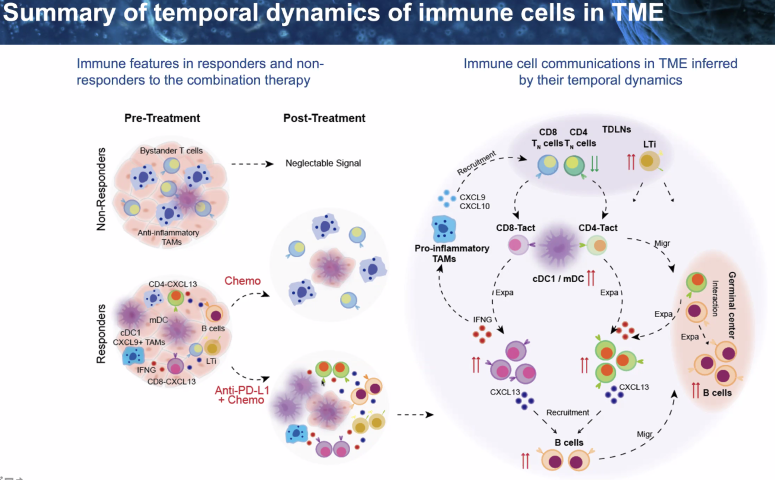 Summary of temporal dynamics of immune cells in TME
Immune features in responders and non-
responders to the combination therapy
Pre-Treatment
Post-Treatment
Non-Responders
Bystander T cells
Anti-inflammatory
TAMs
Neglectable Signal
Responders
CD4-CXCL13
mDC
B cells
cDC1
CXCL9+ TAMs
LTi
IFNG
CD8-CXCL13
Chemo
Anti-PD-L1
+ Chemo
Immune cell communications in TME inferred
by their temporal dynamics
CD8
TN cells
CD4
TN cells
TDLNs
LTi
Recruitment
CXCL9
CXCL10
Pro-inflammatory
TAMs
CD8-Tact
CD4-Tact
cDC1 / mDC
Migr
Expa
Expa
IFNG
CXCL13
CXCL13
Recruitment
B cells
Migr
Expa
Interaction
Expa
Germinal center
B cells